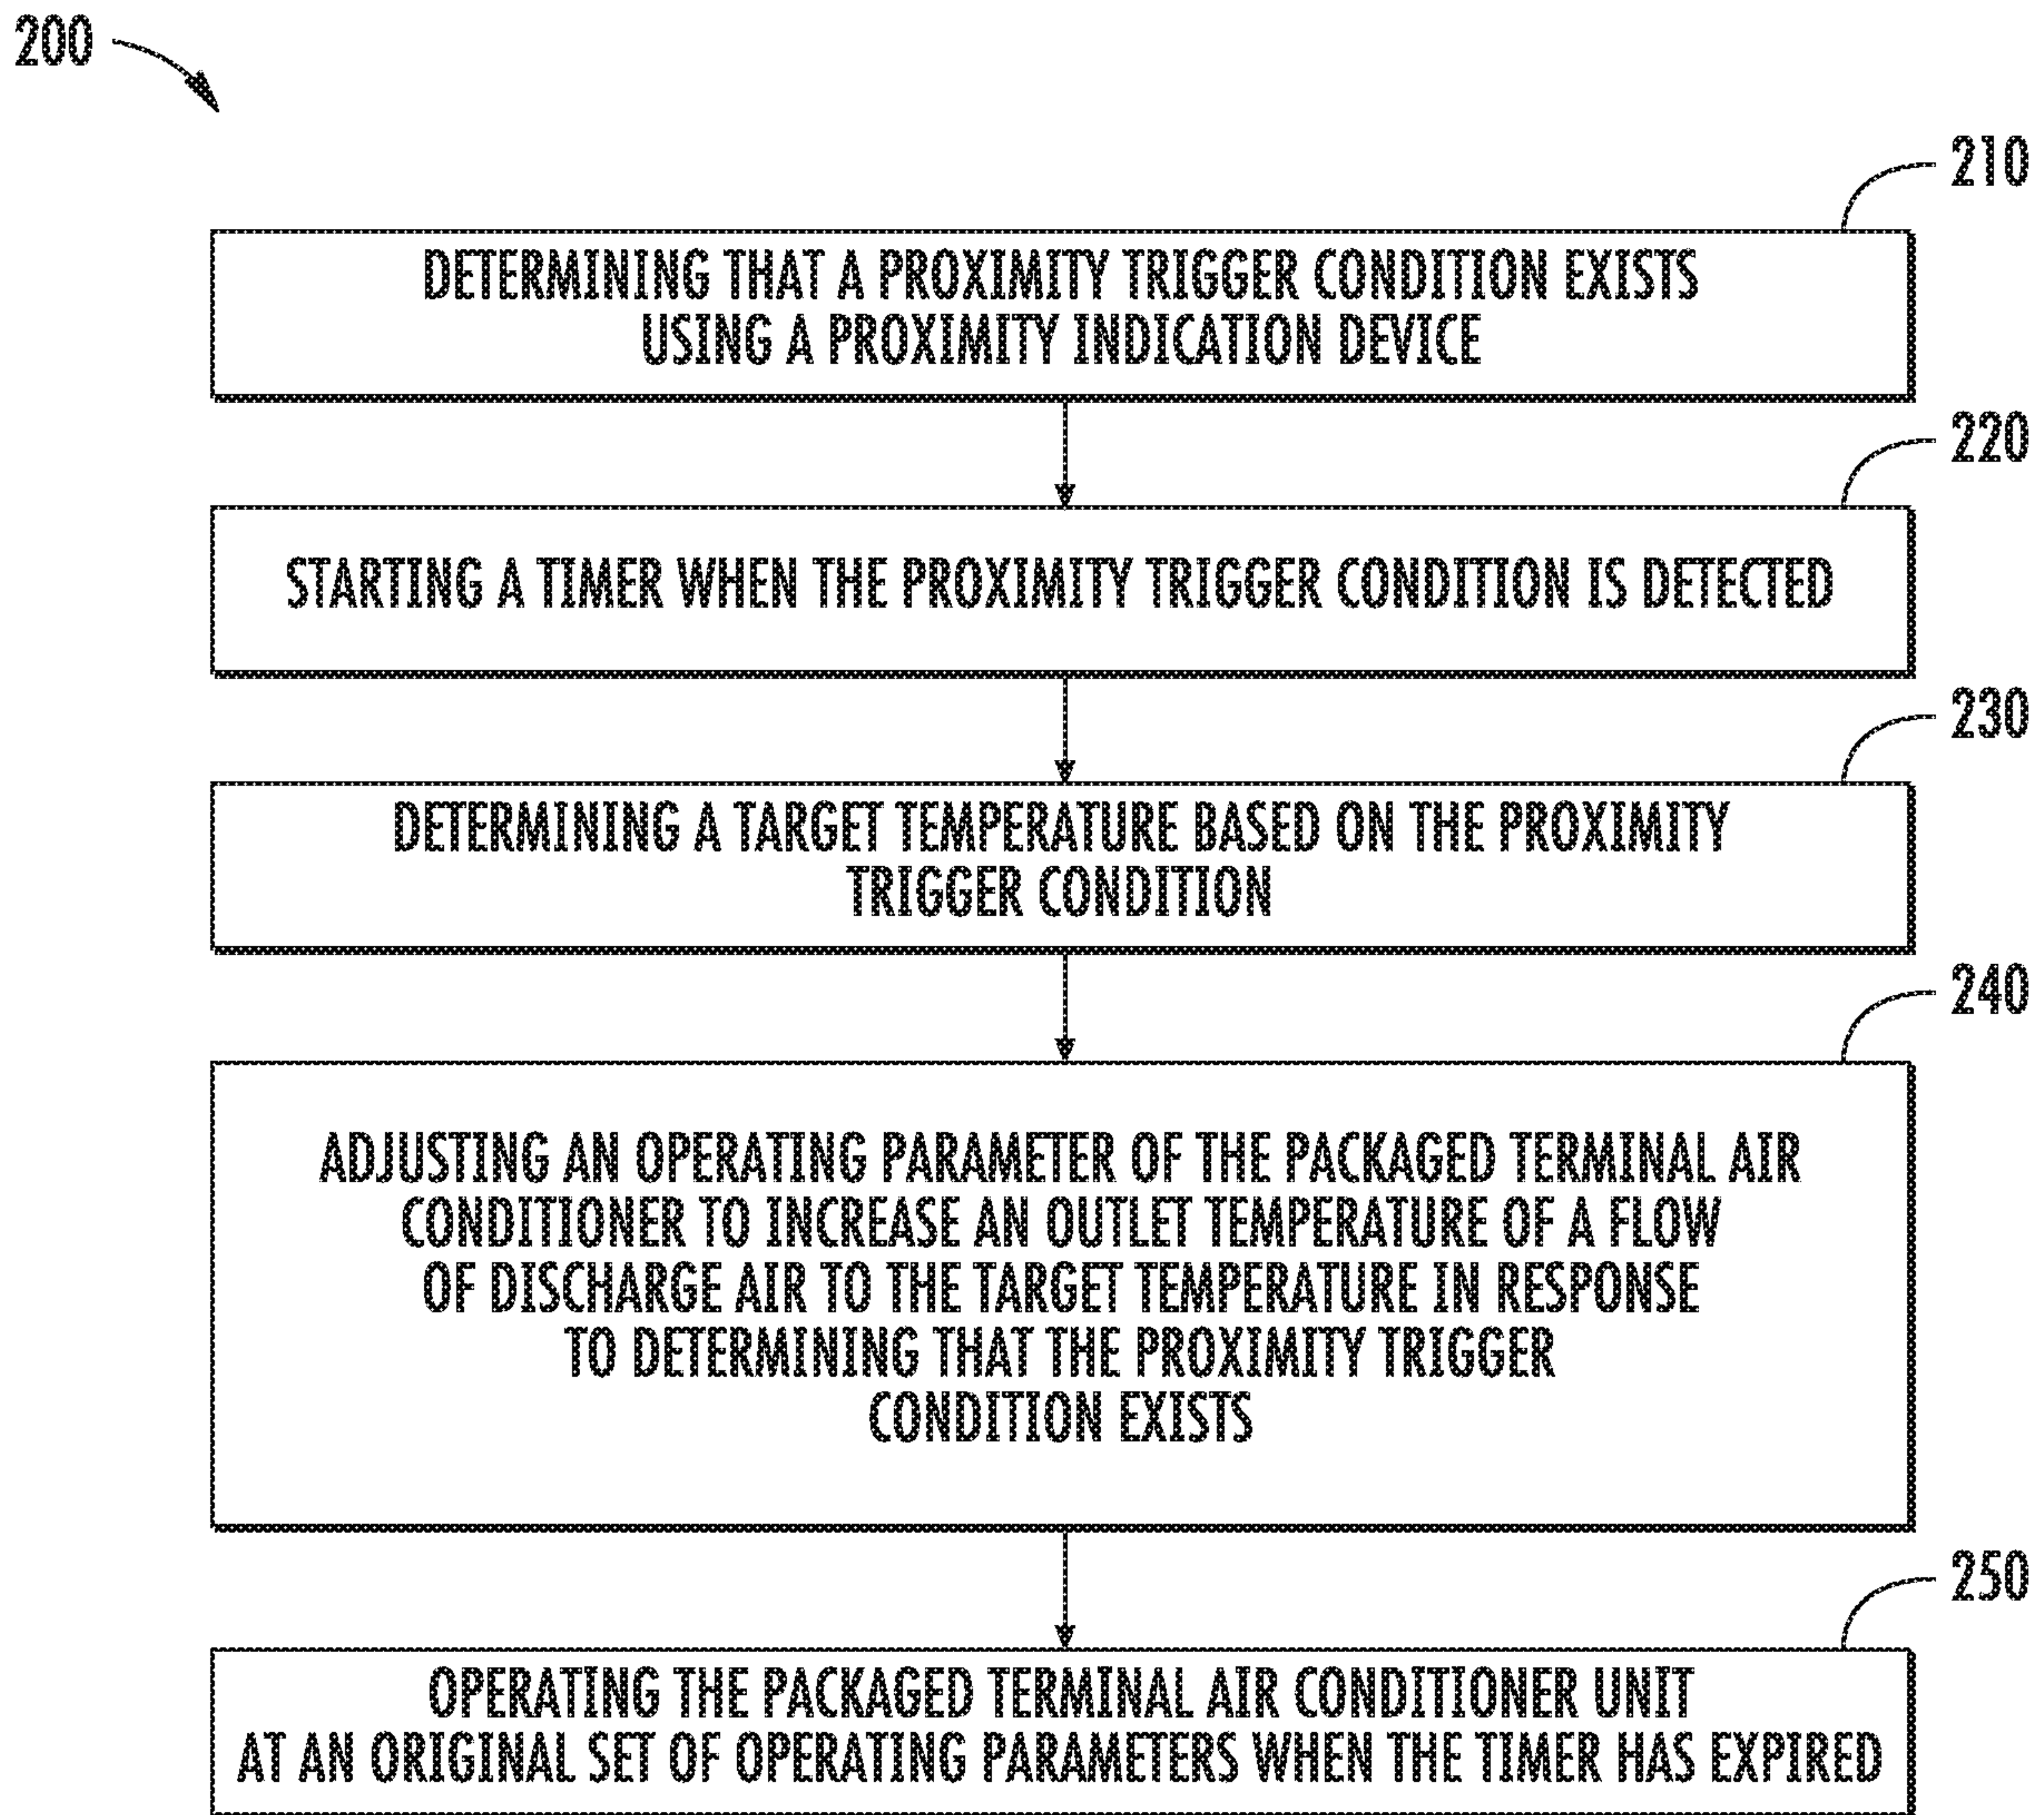 200
210
DETERMINING THAT A PROXIMITY TRIGGER CONDITION EXISTS
USING A PROXIMITY INDICATION DEVICE
220
STARTING A TIMER WHEN THE PROXIMITY TRIGGER CONDITION IS DETECTED
230
DETERMINING A TARGET TEMPERATURE BASED ON THE PROXIMITY
TRIGGER CONDITION
240
ADJUSTING AN OPERATING PARAMETER OF THE PACKAGED TERMINAL AIR
CONDITIONER TO INCREASE AN OUTLET TEMPERATURE OF A FLOW
OF DISCHARGE AIR TO THE TARGET TEMPERATURE IN RESPONSE
TO DETERMINING THAT THE PROXIMITY TRIGGER
CONDITION EXISTS
250
OPERATING THE PACKAGED TERMINAL AIR CONDITIONER UNIT
AT AN ORIGINAL SET OF OPERATING PARAMETERS WHEN THE TIMER HAS EXPIRED